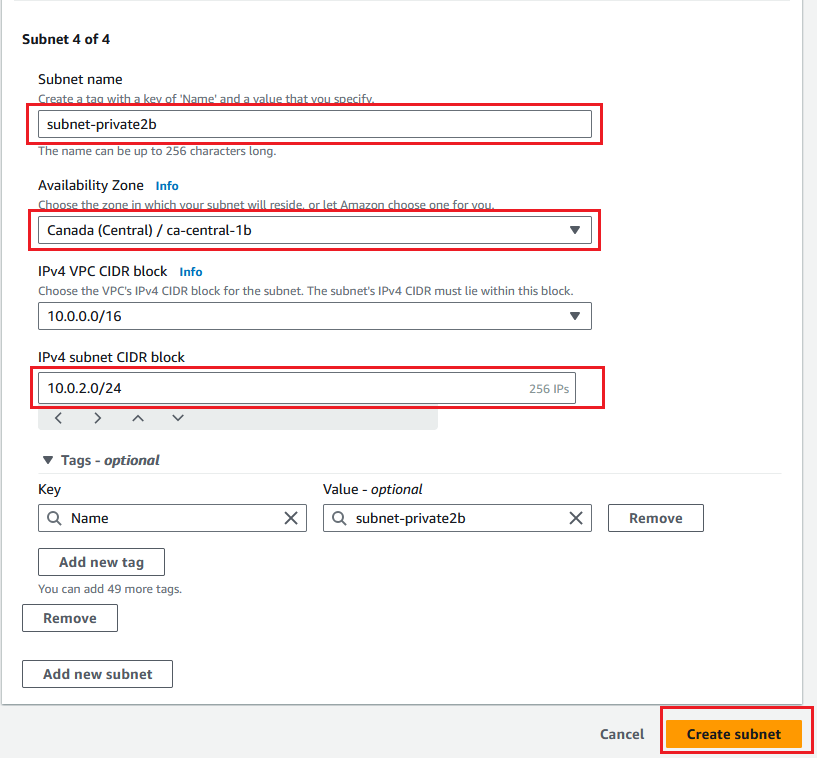 Subnet 4 of 4
Subnet name
Create a tag with a key of 'Name' and a value that you specify.
subnet-private2b
The name can be up to 256 characters long.
Availability Zone Info
Choose the zone in which your subnet will reside, or let Amazon choose one for you.
Canada (Central) / ca-central-1b
IPv4 VPC CIDR block Info
Choose the VPC's IPv4 CIDR block for the subnet. The subnet's IPv4 CIDR must lie within this block.
10.0.0.0/16
IPv4 subnet CIDR block
10.0.2.0/24 256 IPs
Tags - optional
Key Value - optional
Name subnet-private2b Remove
Add new tag
You can add 49 more tags.
Remove
Add new subnet
Cancel Create subnet